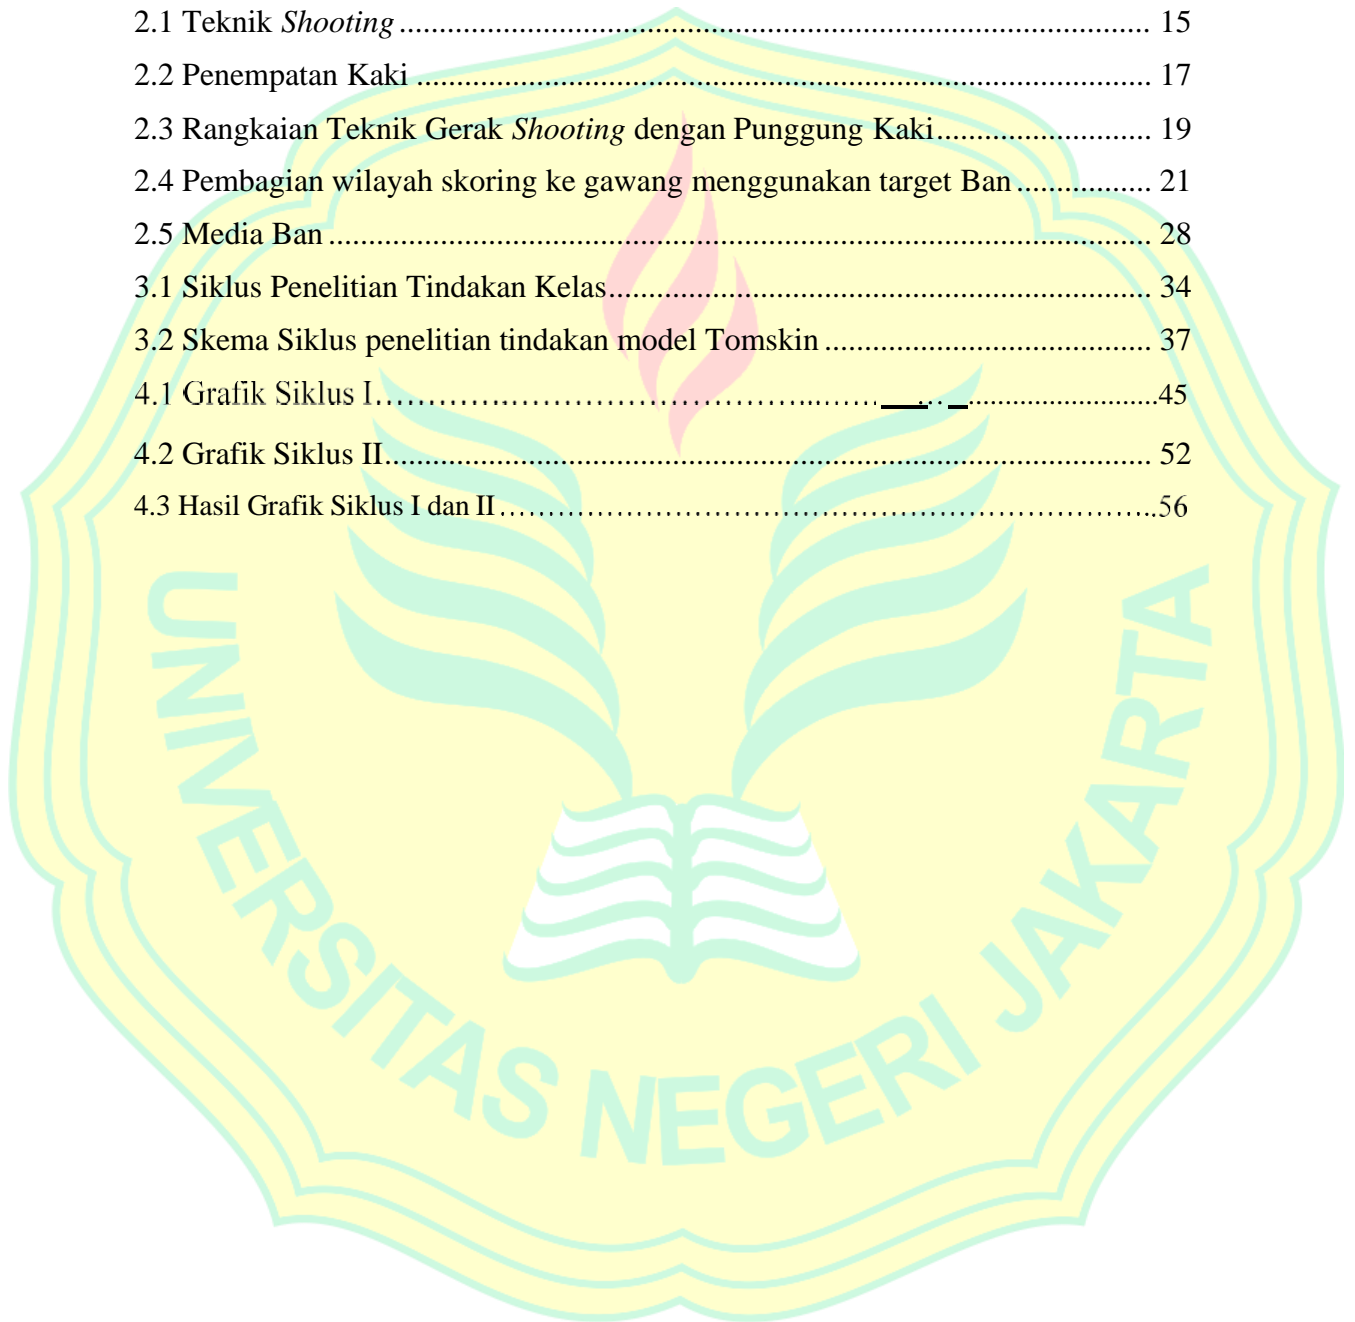 2.1 Teknik Shooting ........................................................................................... 15
2.2 Penempatan Kaki ......................................................................................... 17
2.3 Rangkaian Teknik Gerak Shooting dengan Punggung Kaki.......................... 19
2.4 Pembagian wilayah skoring ke gawang menggunakan target Ban ................ 21
2.5 Media Ban .................................................................................................... 28
3.1 Siklus Penelitian Tindakan Kelas.................................................................. 34
3.2 Skema Siklus penelitian tindakan model Tomskin ........................................ 37
4.1 Grafik Siklus I...............................................................................................45
4.2 Grafik Siklus II............................................................................................. 52
4.3 Hasil Grafik Siklus I dan II ...........................................................................56
UNIVERSITAS NEGERI JAKARTA